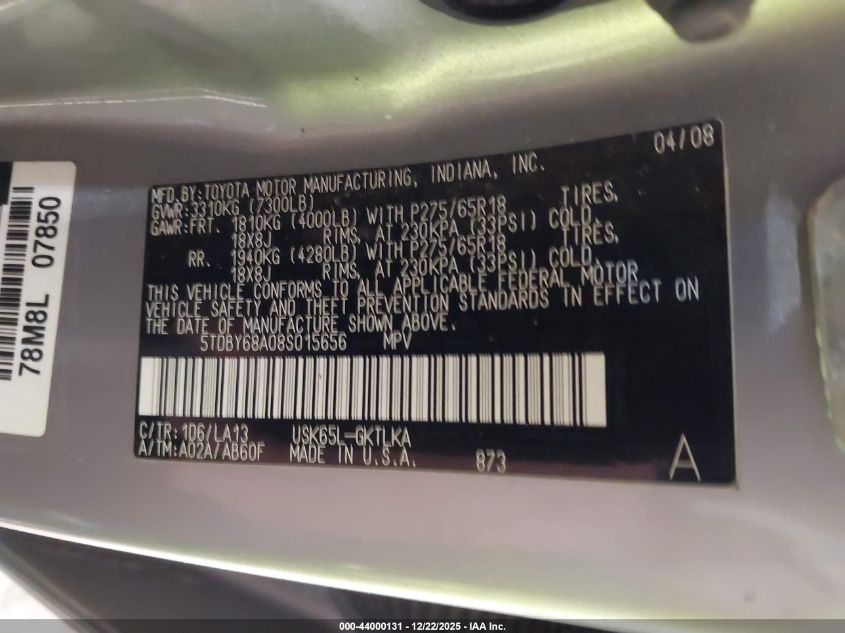 04/08
MFD.BY:TOYOTA MOTOR MANUFACTURING, INDIANA, INC.
GVWR:3310KG (7300LB)
GAWR:FRT. 1810KG (4000LB) WITH P275/65R18 TIRES,
18X8J RIMS, AT 230KPA (33PSI) COLD.
RR. 1940KG (4280LB) WITH P275/65R18 TIRES,
18X8J RIMS, AT 230KPA (33PSI) COLD.
THIS VEHICLE CONFORMS TO ALL APPLICABLE FEDERAL MOTOR
VEHICLE SAFETY AND THEFT PREVENTION STANDARDS IN EFFECT ON
THE DATE OF MANUFACTURE SHOWN ABOVE.
5TDBY68A08S015656 MPV
C/TR:1D6/LA13 USK65L-GKTLKA
A/TM:A02A/AB60F MADE IN U.S.A. 873 A
78M8L 07850
000-44000131 - 12/22/2025 - IAA Inc.